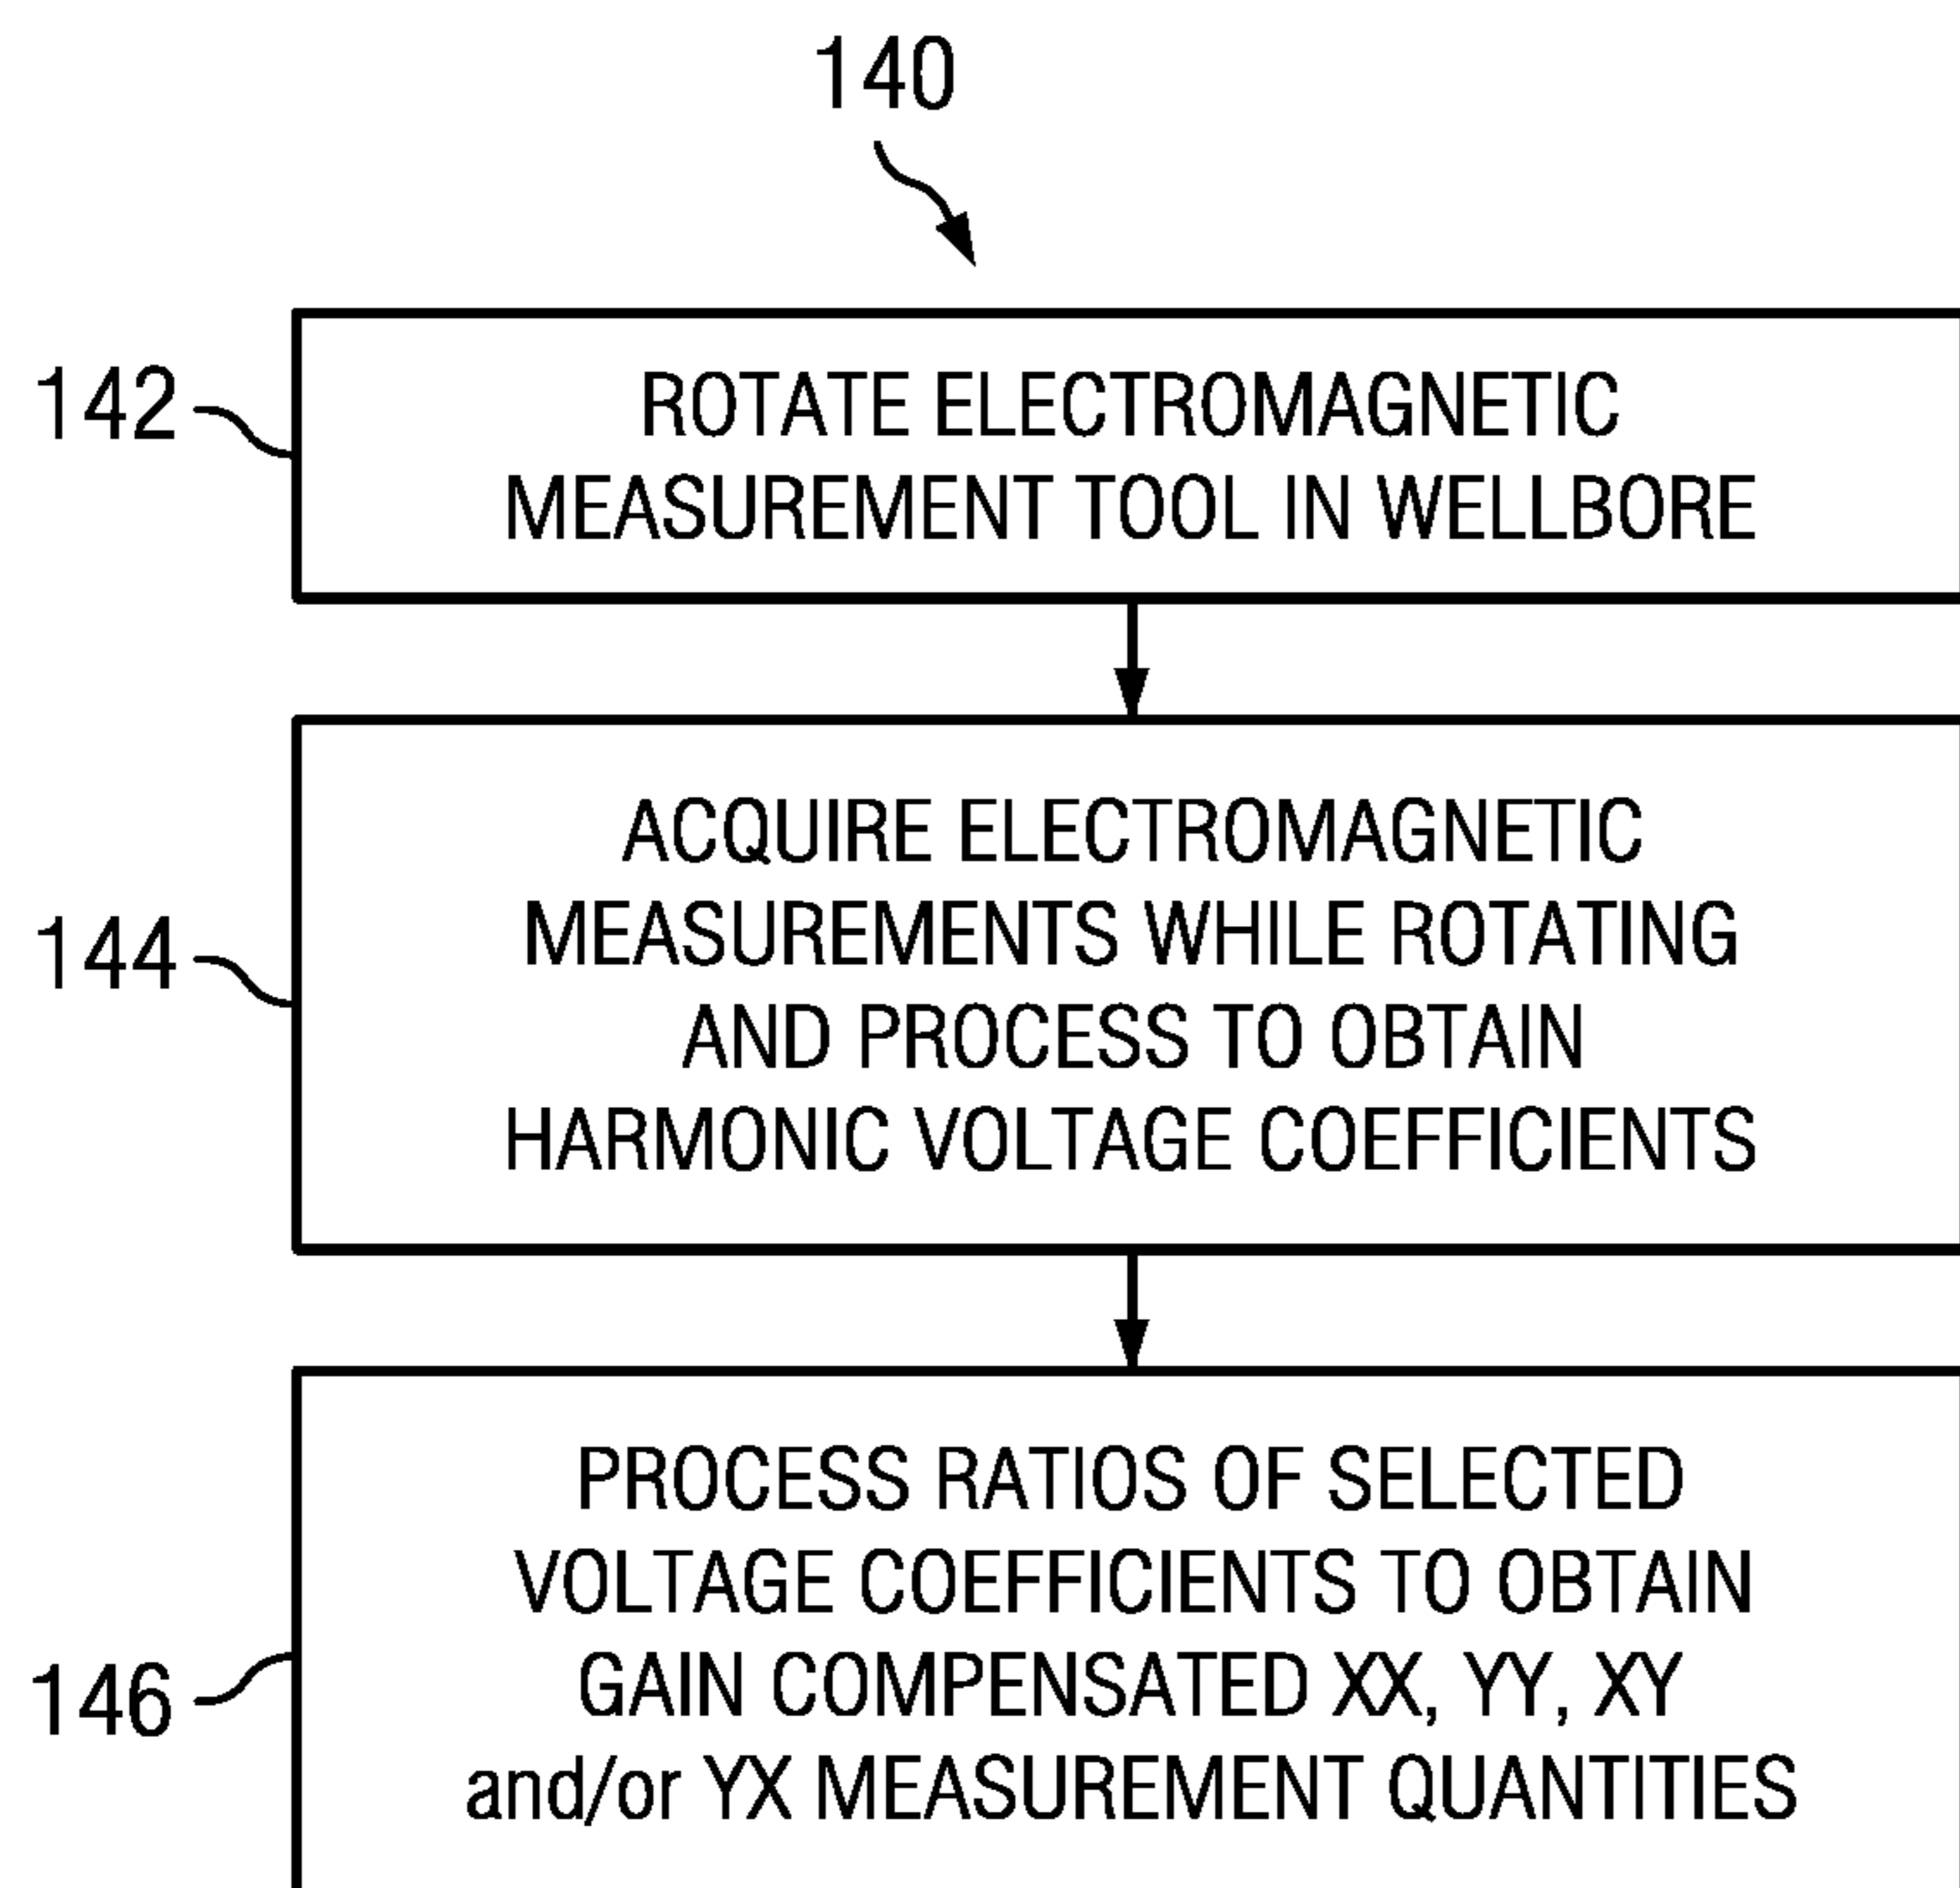 140
142
ROTATE ELECTROMAGNETIC
MEASUREMENT TOOL IN WELLBORE
144
ACQUIRE ELECTROMAGNETIC
MEASUREMENTS WHILE ROTATING
AND PROCESS TO OBTAIN
HARMONIC VOLTAGE COEFFICIENTS
146
PROCESS RATIOS OF SELECTED
VOLTAGE COEFFICIENTS TO OBTAIN
GAIN COMPENSATED XX, YY, XY
and/or YX MEASUREMENT QUANTITIES